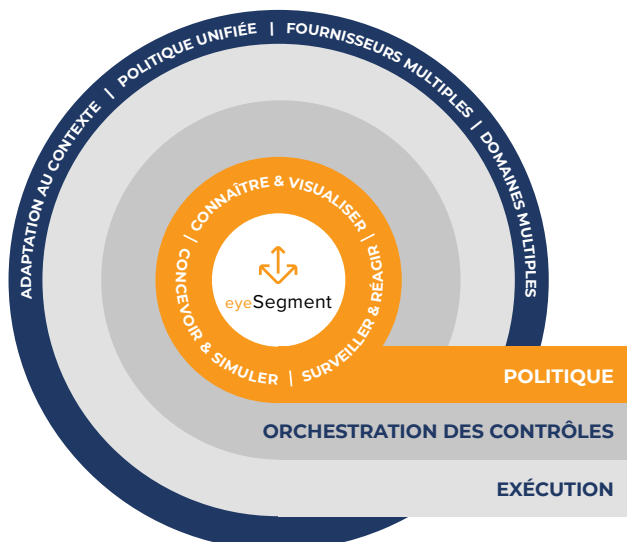 ADAPTATION AU CONTEXTE | POLITIQUE UNIFIÉE | FOURNISSEURS MULTIPLES | DOMAINES MULTIPLES
CONCEVOIR & SIMULER | CONNAÎTRE & VISUALISER | SURVEILLER & RÉAGIR |
eyeSegment
POLITIQUE
ORCHESTRATION DES CONTRÔLES
EXÉCUTION